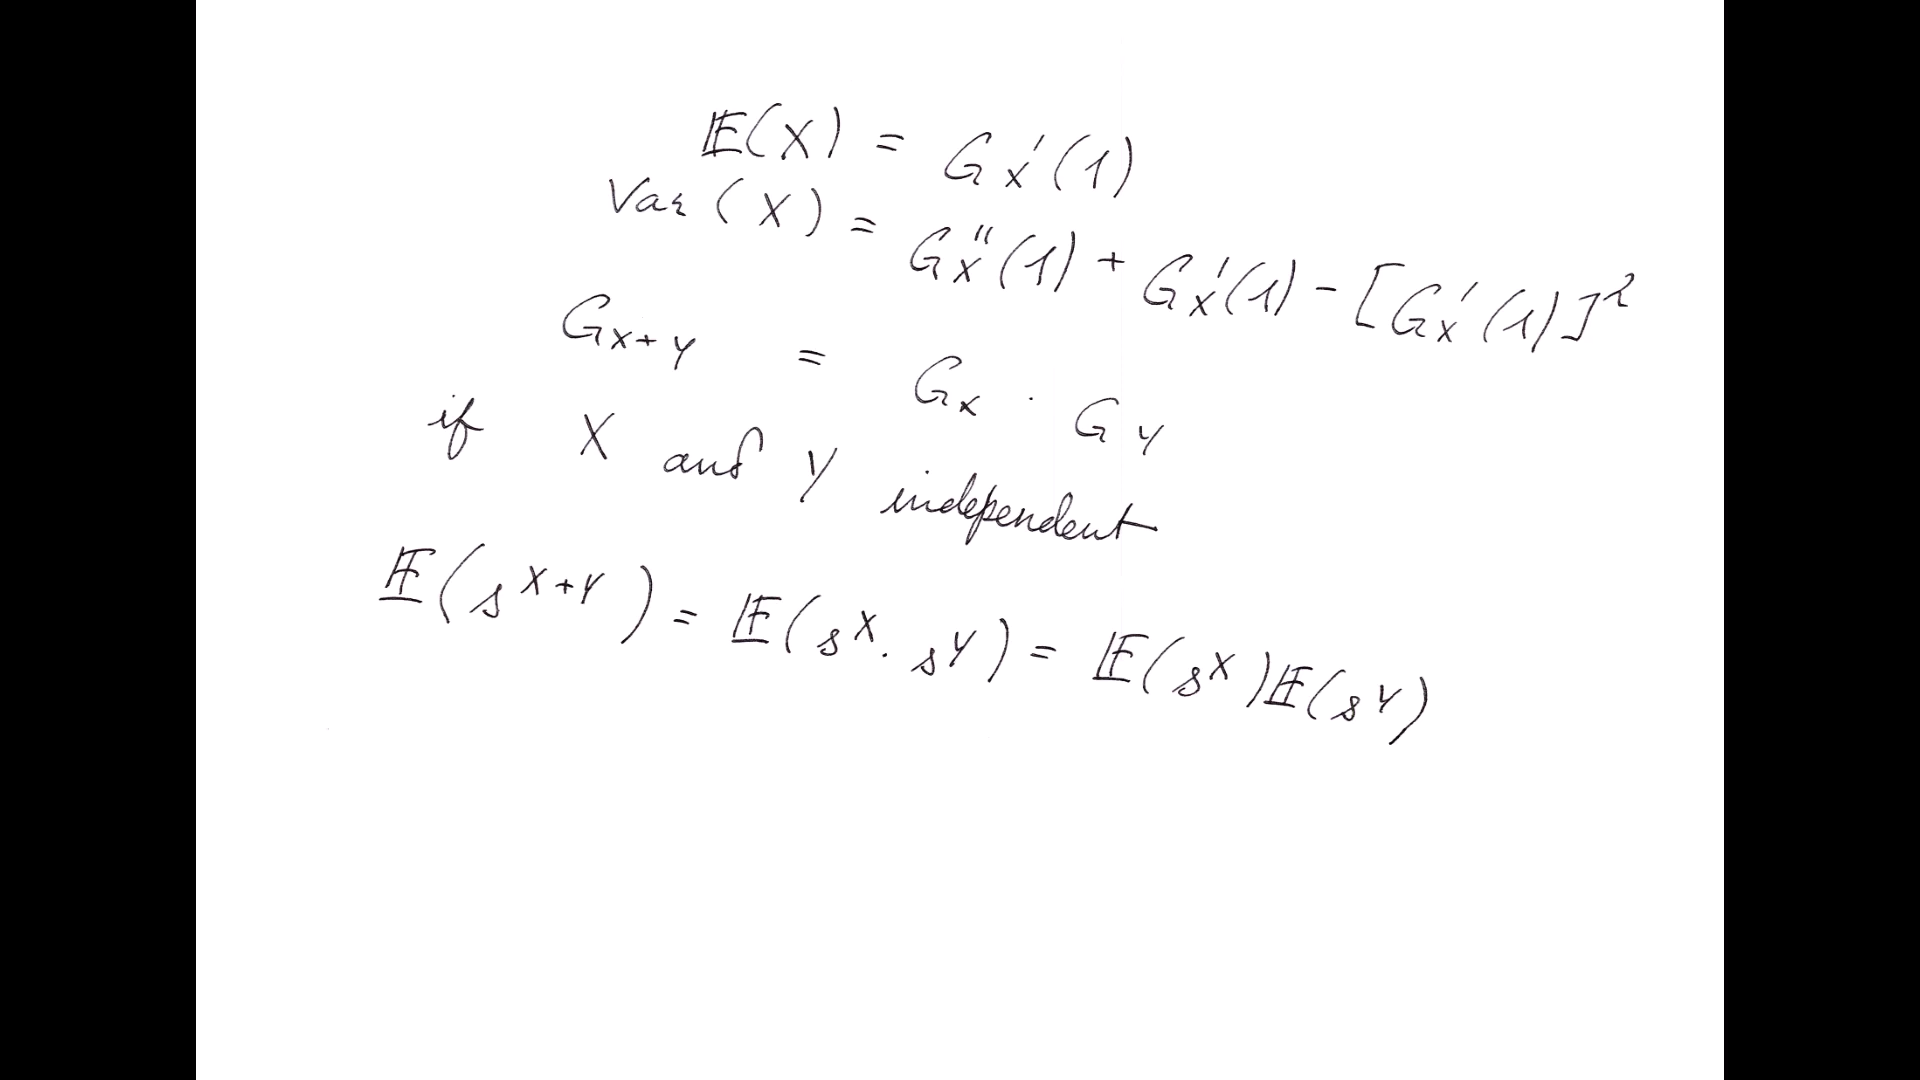 𝔼(X) = G_X'(1)
Var(X) = G_X''(1) + G_X'(1) - [G_X'(1)]²
G_{X+Y} = G_X · G_Y
if X and Y independent
𝔼(s^{X+Y}) = 𝔼(s^X · s^Y) = 𝔼(s^X)𝔼(s^Y)